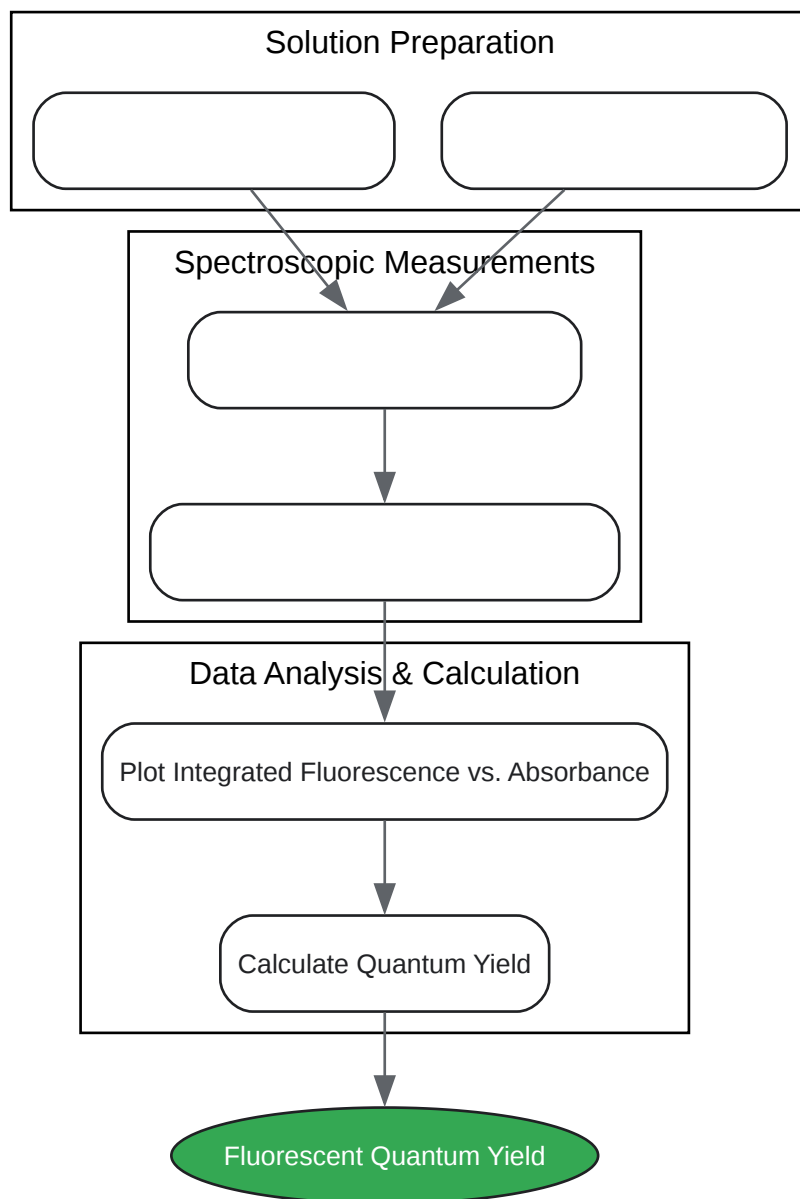 Solution Preparation
Spectroscopic Measurements
Data Analysis & Calculation
Plot Integrated Fluorescence vs. Absorbance
Calculate Quantum Yield
Fluorescent Quantum Yield